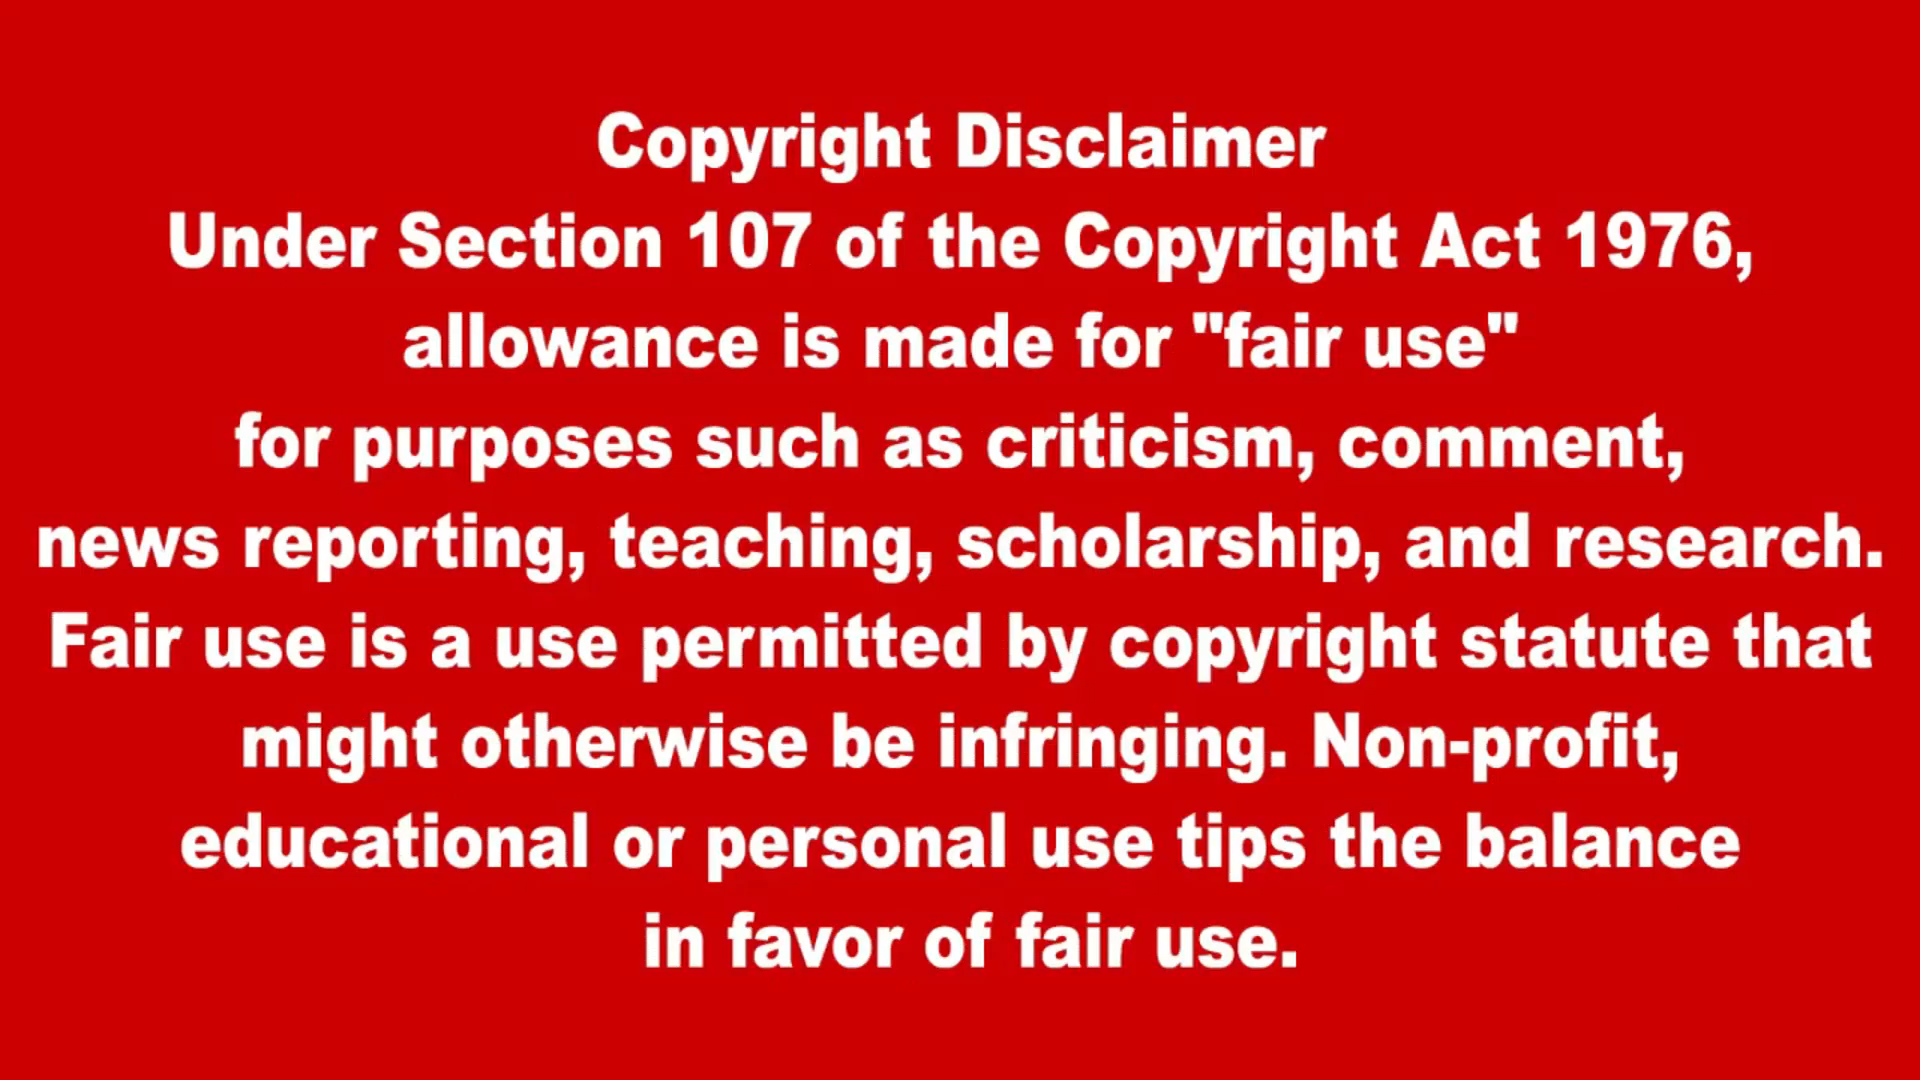 Copyright Disclaimer
Under Section 107 of the Copyright Act 1976,
allowance is made for "fair use"
for purposes such as criticism, comment,
news reporting, teaching, scholarship, and research.
Fair use is a use permitted by copyright statute that
might otherwise be infringing. Non-profit,
educational or personal use tips the balance
in favor of fair use.